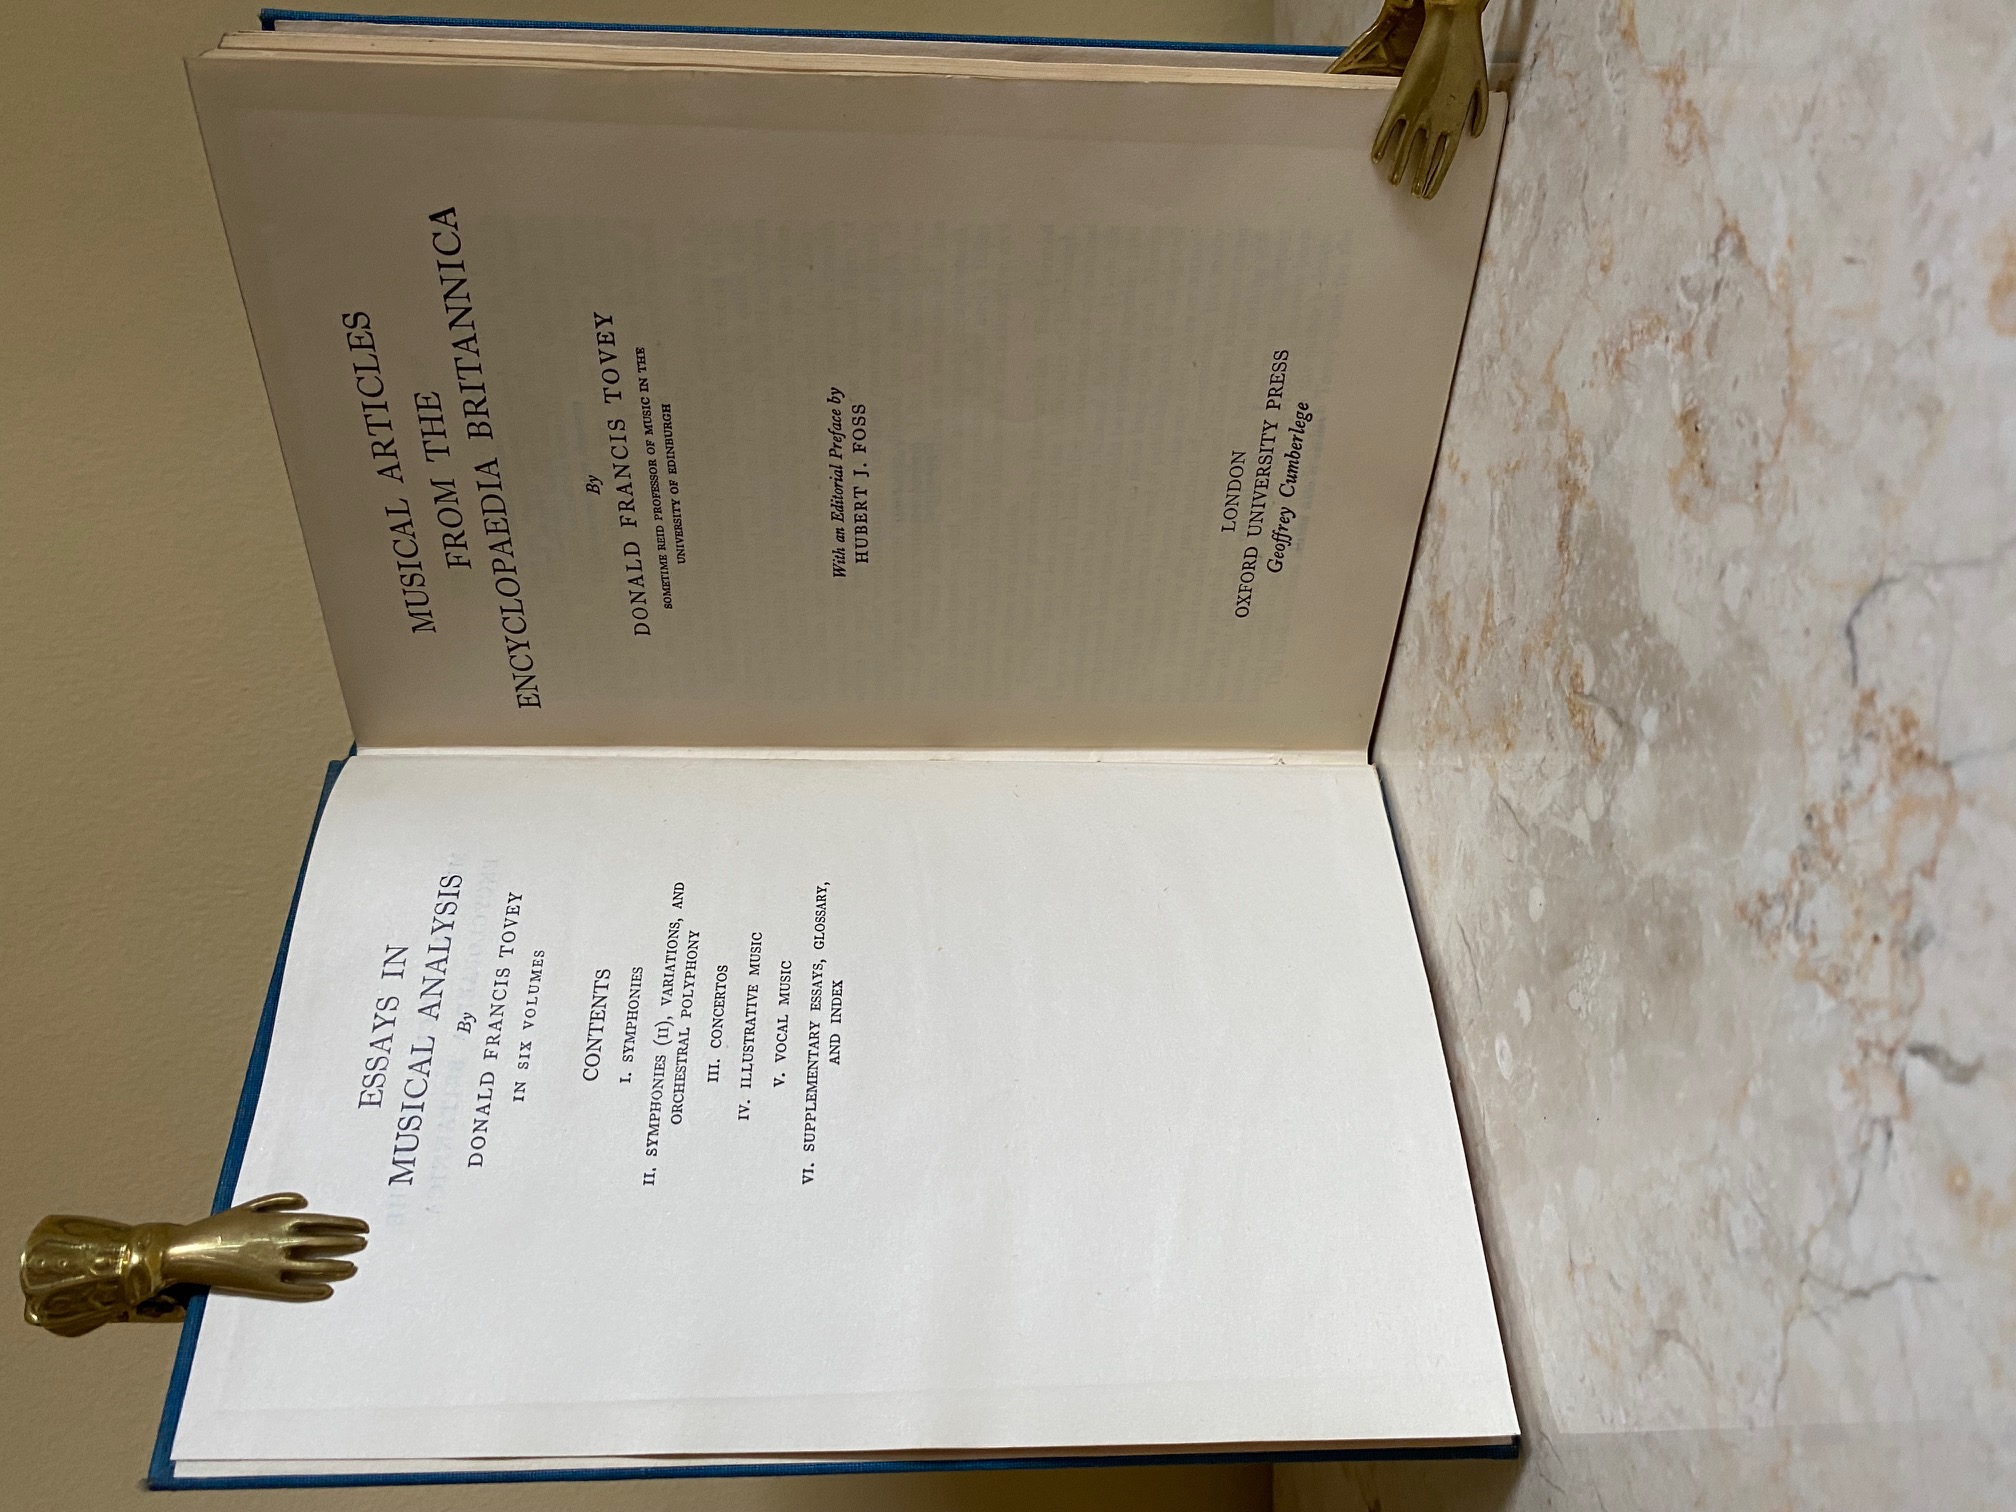 ESSAYS IN
MUSICAL ANALYSIS
By
DONALD FRANCIS TOVEY
IN SIX VOLUMES
CONTENTS
I. SYMPHONIES
II. SYMPHONIES (II), VARIATIONS, AND
ORCHESTRAL POLYPHONY
III. CONCERTOS
IV. ILLUSTRATIVE MUSIC
V. VOCAL MUSIC
VI. SUPPLEMENTARY ESSAYS, GLOSSARY,
AND INDEX
MUSICAL ARTICLES
FROM THE
ENCYCLOPAEDIA BRITANNICA
By
DONALD FRANCIS TOVEY
SOMETIME REID PROFESSOR OF MUSIC IN THE
UNIVERSITY OF EDINBURGH
With an Editorial Preface by
HUBERT J. FOSS
LONDON
OXFORD UNIVERSITY PRESS
Geoffrey Cumberlege